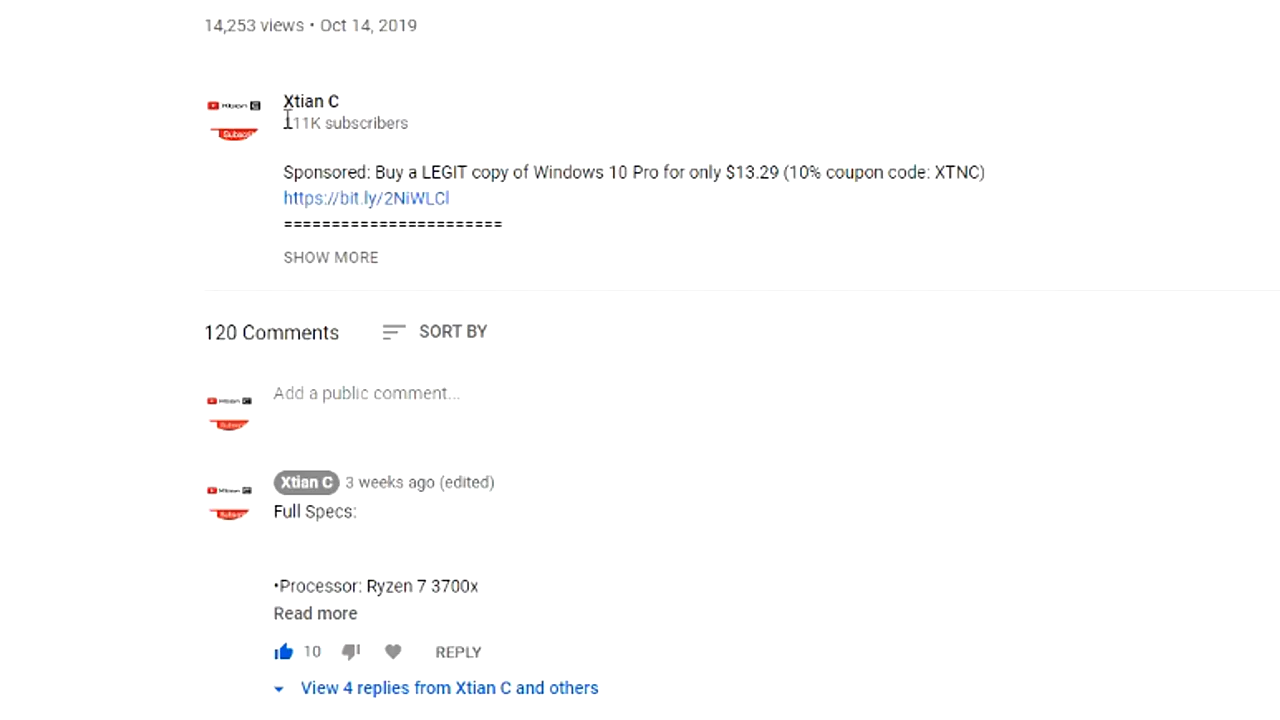 14,253 views • Oct 14, 2019
Xtian C
111K subscribers
Sponsored: Buy a LEGIT copy of Windows 10 Pro for only $13.29 (10% coupon code: XTNC)
https://bit.ly/2NiWLCl
=======================
SHOW MORE
120 Comments
SORT BY
Add a public comment...
Xtian C 3 weeks ago (edited)
Full Specs:
•Processor: Ryzen 7 3700x
Read more
10
REPLY
View 4 replies from Xtian C and others